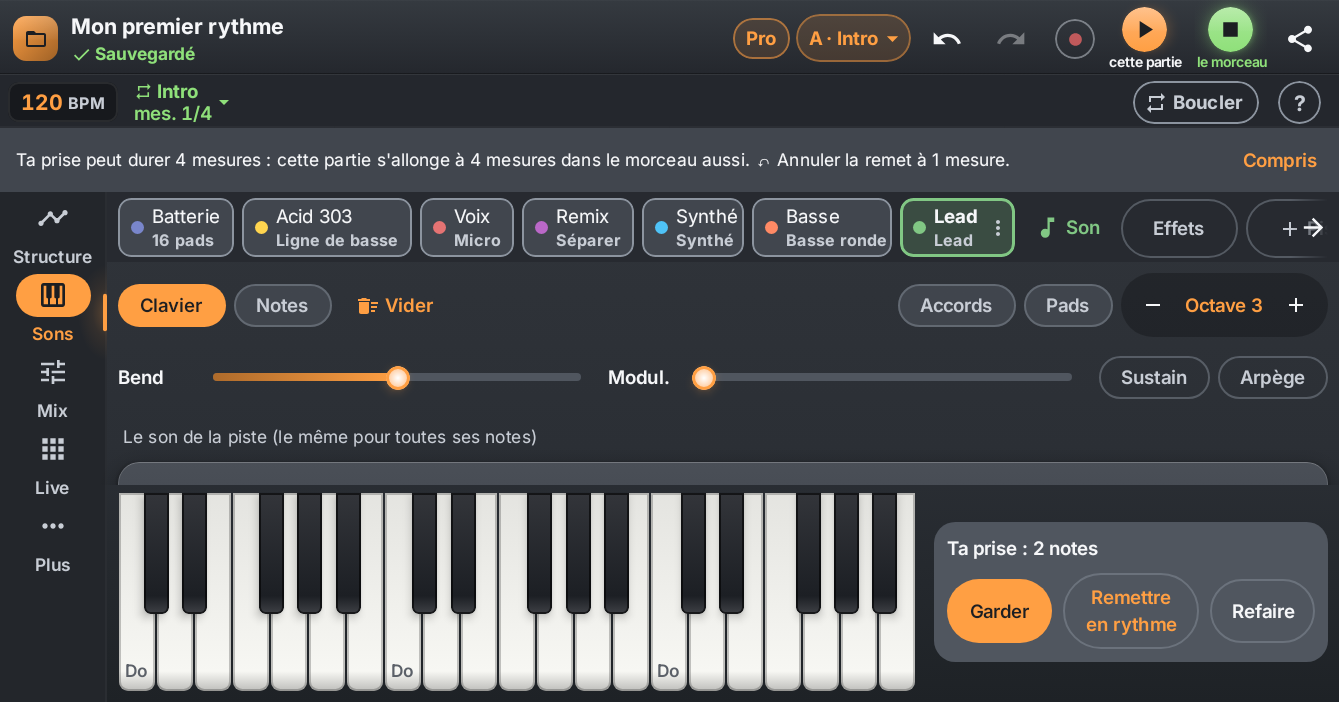 Mon premier rythme
Sauvegardé
Pro
A · Intro
cette partie
le morceau
120 BPM
Intro
mes. 1/4
Boucler
?
Ta prise peut durer 4 mesures : cette partie s'allonge à 4 mesures dans le morceau aussi. ⤺ Annuler la remet à 1 mesure.
Compris
Structure
Sons
Mix
Live
Plus
Batterie
16 pads
Acid 303
Ligne de basse
Voix
Micro
Remix
Séparer
Synthé
Synthé
Basse
Basse ronde
Lead
Lead
Son
Effets
+
Clavier
Notes
Vider
Accords
Pads
− Octave 3 +
Bend
Modul.
Sustain
Arpège
Le son de la piste (le même pour toutes ses notes)
Do
Do
Do
Ta prise : 2 notes
Garder
Remettre
en rythme
Refaire